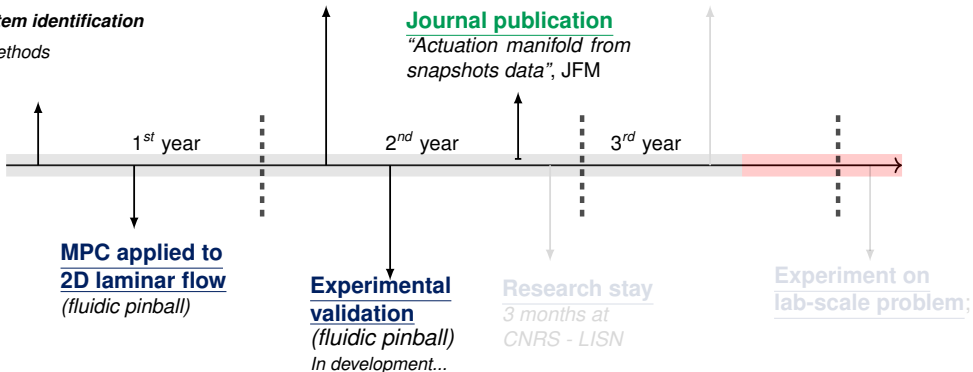 tem identification
ethods
Journal publication
“Actuation manifold from
snapshots data”, JFM
1st year
2nd year
3rd year
MPC applied to
2D laminar flow
(fluidic pinball)
Experimental
validation
(fluidic pinball)
In development...
Research stay
3 months at
CNRS - LISN
Experiment on
lab-scale problem;